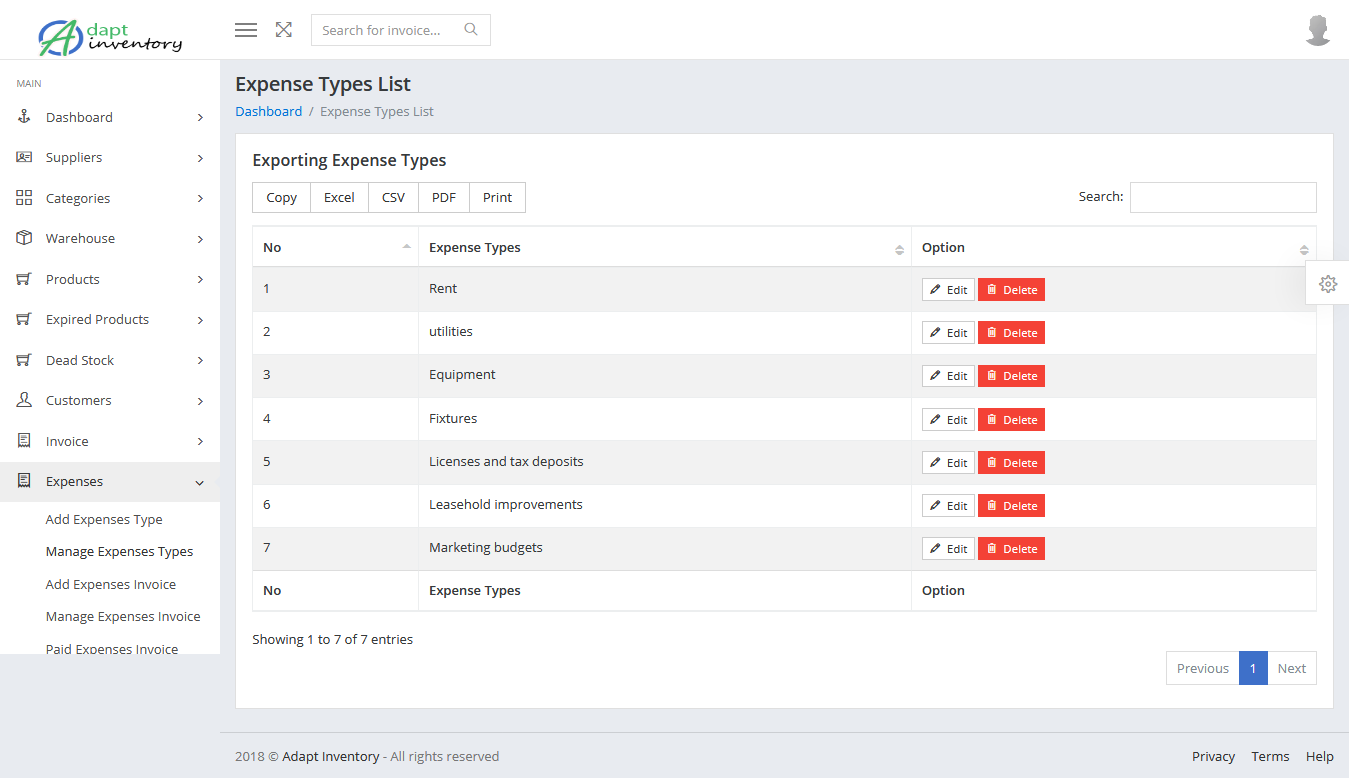 Adapt inventory
Search for invoice...
MAIN
Dashboard
Suppliers
Categories
Warehouse
Products
Expired Products
Dead Stock
Customers
Invoice
Expenses
Add Expenses Type
Manage Expenses Types
Add Expenses Invoice
Manage Expenses Invoice
Paid Expenses Invoice
Expense Types List
Dashboard / Expense Types List
Exporting Expense Types
Copy Excel CSV PDF Print Search:
No Expense Types Option
1 Rent Edit Delete
2 utilities Edit Delete
3 Equipment Edit Delete
4 Fixtures Edit Delete
5 Licenses and tax deposits Edit Delete
6 Leasehold improvements Edit Delete
7 Marketing budgets Edit Delete
No Expense Types Option
Showing 1 to 7 of 7 entries
Previous 1 Next
2018 © Adapt Inventory - All rights reserved Privacy Terms Help